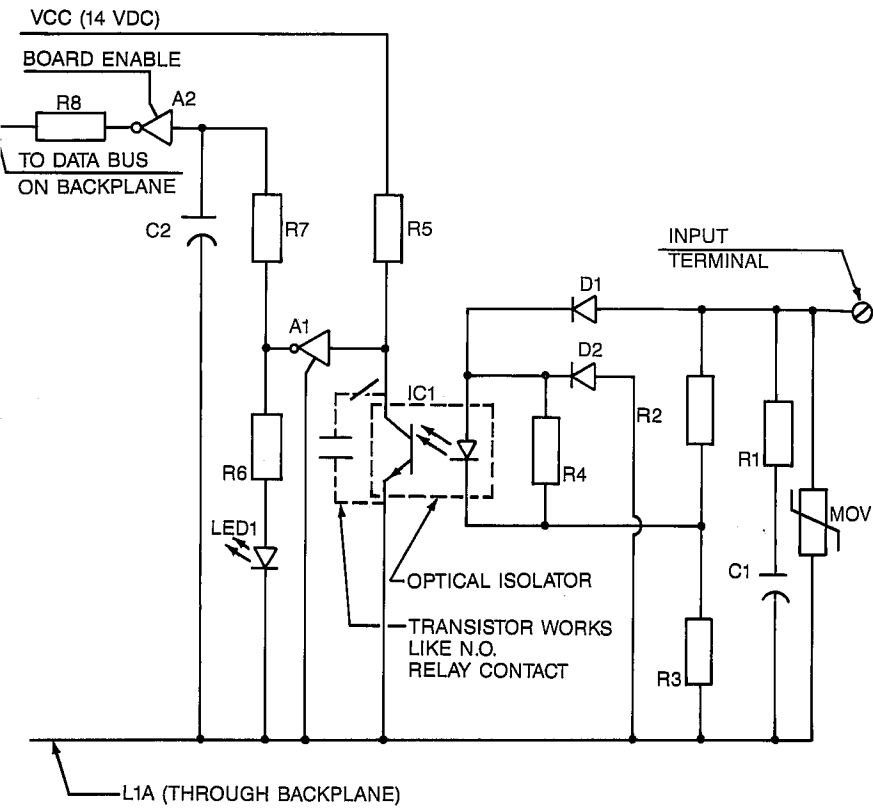 VCC (14 VDC)
BOARD ENABLE
R8
A2
TO DATA BUS
ON BACKPLANE
C2
R7
R5
INPUT
TERMINAL
D1
A1
D2
IC1
R2
R6
R4
R1
MOV
LED1
C1
OPTICAL ISOLATOR
TRANSISTOR WORKS
LIKE N.O.
RELAY CONTACT
R3
L1A (THROUGH BACKPLANE)